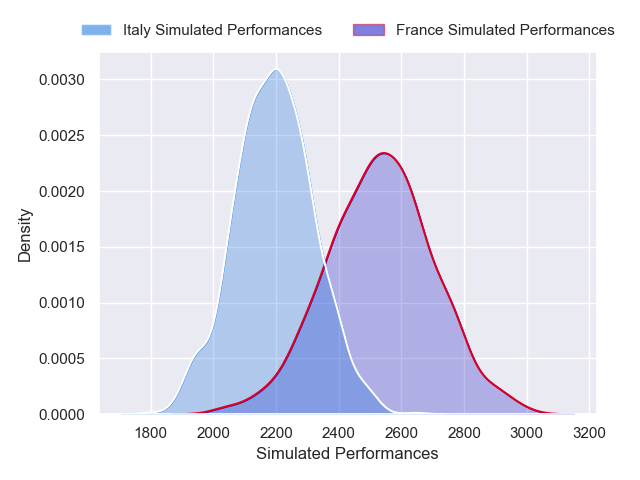 Italy Simulated Performances France Simulated Performances
0.0030
0.0025
0.0020
0.0015
0.0010
0.0005
0.0000
Density
1800 2000 2200 2400 2600 2800 3000 3200
Simulated Performances